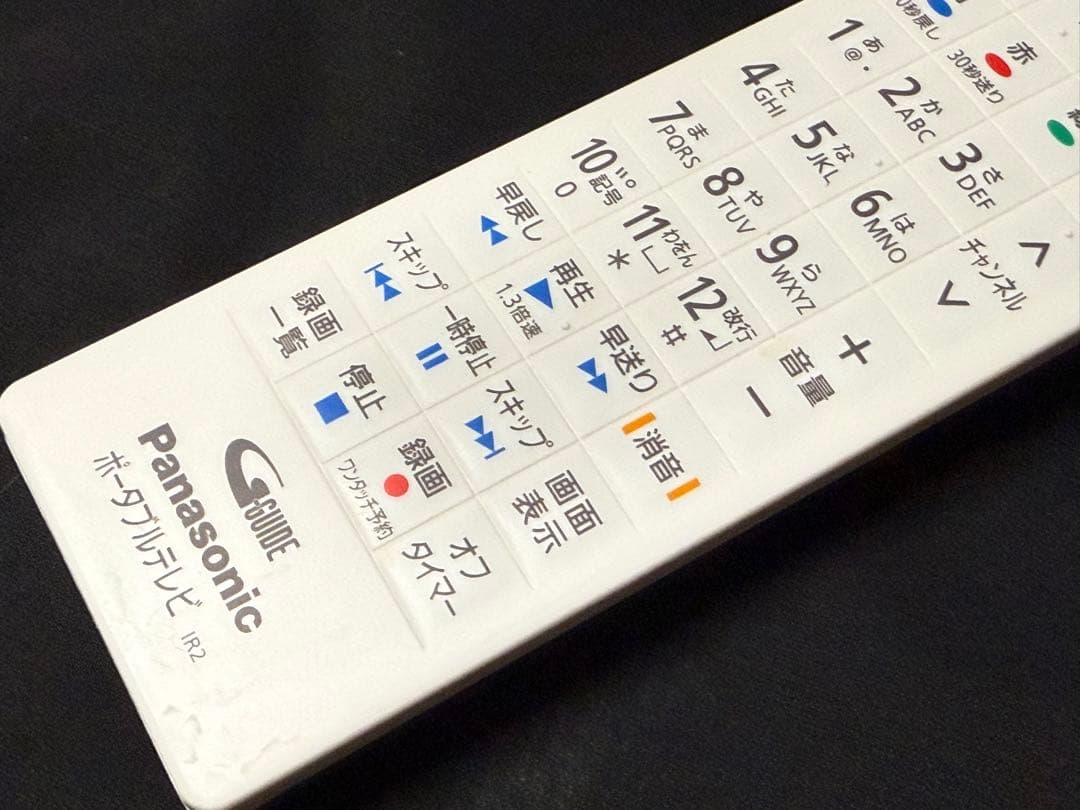 0秒戻し
赤
30秒送り
1 あ
@.
2 か
ABC
3 さ
DEF
4 た
GHI
5 な
JKL
6 は
MNO
7 ま
PQRS
8 や
TUV
9 ら
WXYZ
チャンネル
10 ゛゜
記号
0
11 わをん
*
12 改行
#
+
音量
-
早戻し
再生
1.3倍速
早送り
消音
スキップ
一時停止
スキップ
画面
表示
録画
一覧
停止
録画
ワンタッチ予約
オフ
タイマー
G-GUIDE
Panasonic
ポータブルテレビ IR2